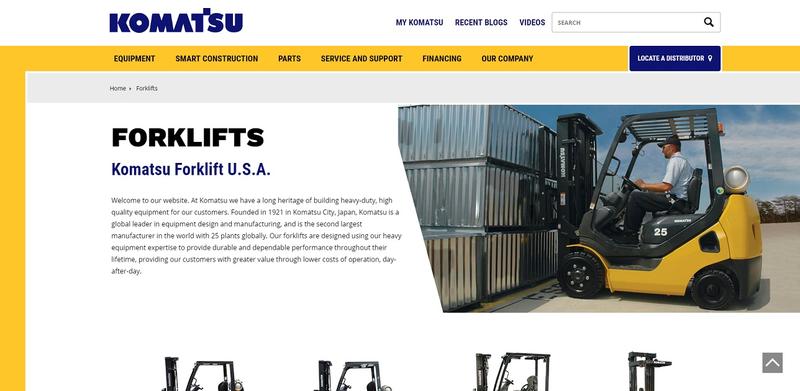 KOMATSU
MY KOMATSU RECENT BLOGS VIDEOS SEARCH
EQUIPMENT SMART CONSTRUCTION PARTS SERVICE AND SUPPORT FINANCING OUR COMPANY LOCATE A DISTRIBUTOR
Home › Forklifts
FORKLIFTS
Komatsu Forklift U.S.A.
Welcome to our website. At Komatsu we have a long heritage of building heavy-duty, high
quality equipment for our customers. Founded in 1921 in Komatsu City, Japan, Komatsu is a
global leader in equipment design and manufacturing, and is the second largest
manufacturer in the world with 25 plants globally. Our forklifts are designed using our heavy
equipment expertise to provide durable and dependable performance throughout their
lifetime, providing our customers with greater value through lower costs of operation, day-
after-day.
KOMATSU
KOMATSU
25